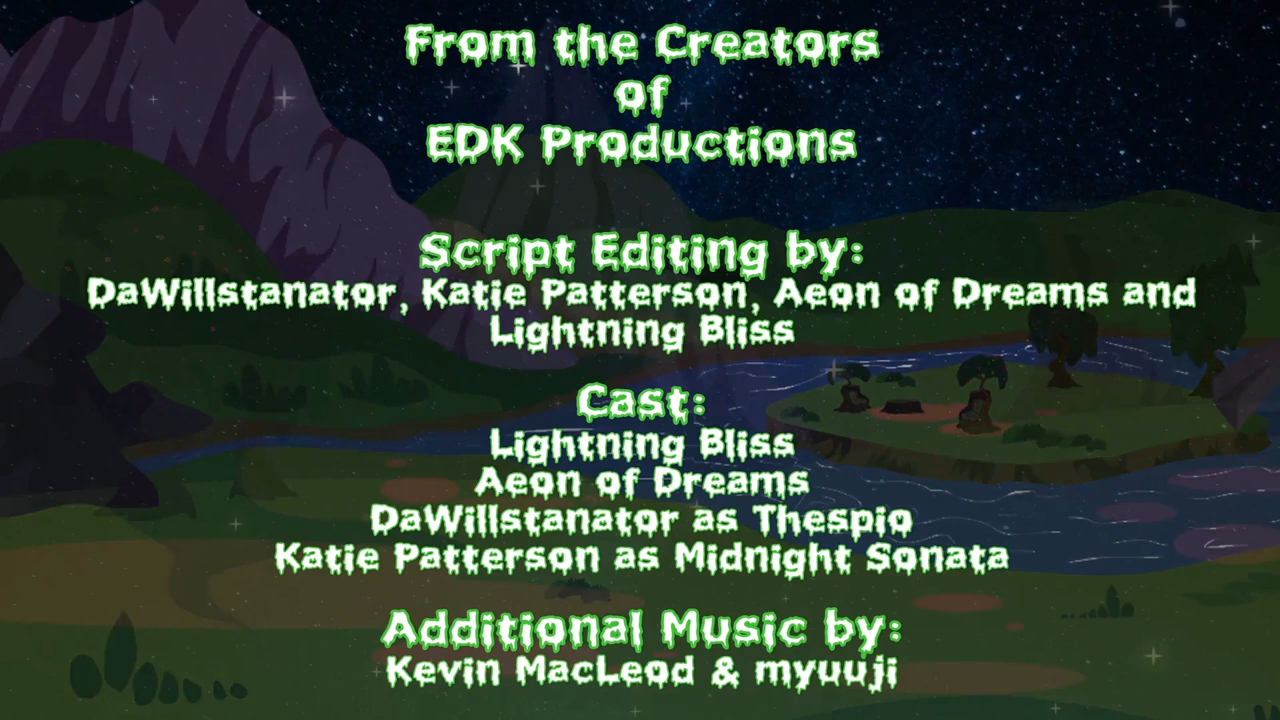 From the Creators
of
EDK Productions
Script Editing by:
DaWillstanator, Katie Patterson, Aeon of Dreams and
Lightning Bliss
Cast:
Lightning Bliss
Aeon of Dreams
DaWillstanator as Thespio
Katie Patterson as Midnight Sonata
Additional Music by:
Kevin MacLeod & myuuji